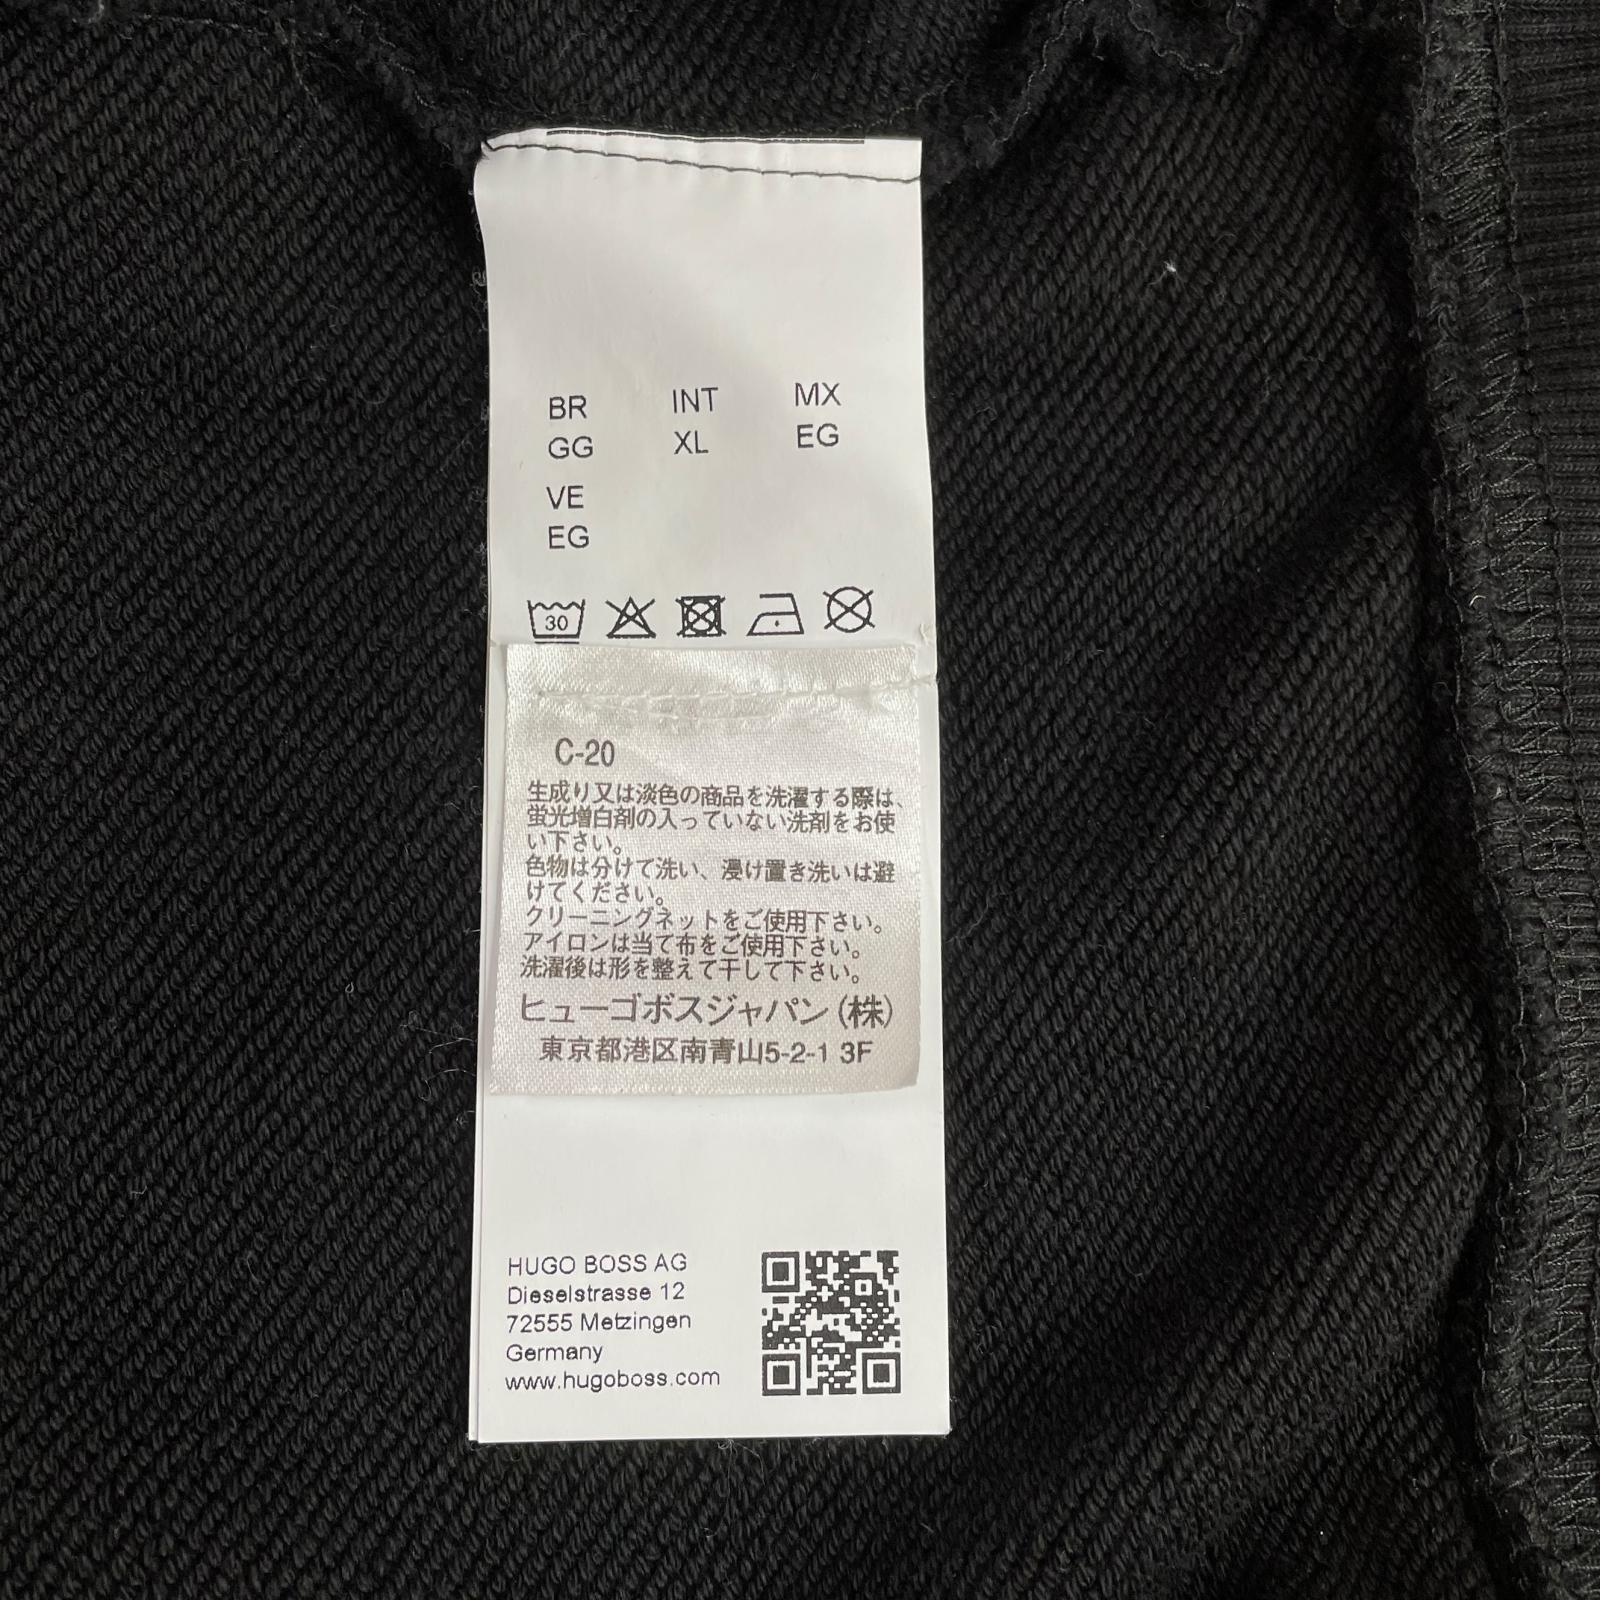 BR INT MX
GG XL EG
VE
EG
30
C-20
生成り又は淡色の商品を洗濯する際は、
蛍光増白剤の入っていない洗剤をお使
い下さい。
色物は分けて洗い、浸け置き洗いは避
けてください。
クリーニングネットをご使用下さい。
アイロンは当て布をご使用下さい。
洗濯後は形を整えて干して下さい。
ヒューゴボスジャパン(株)
東京都港区南青山5-2-1 3F
HUGO BOSS AG
Dieselstrasse 12
72555 Metzingen
Germany
www.hugoboss.com